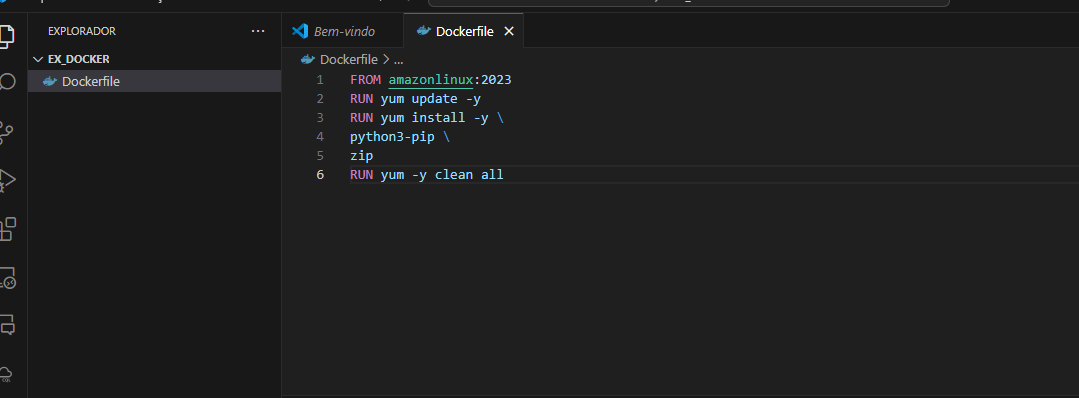 EXPLORADOR
...
Bem-vindo
Dockerfile
EX_DOCKER
Dockerfile
Dockerfile > ...
1 FROM amazonlinux:2023
2 RUN yum update -y
3 RUN yum install -y \
4 python3-pip \
5 zip
6 RUN yum -y clean all